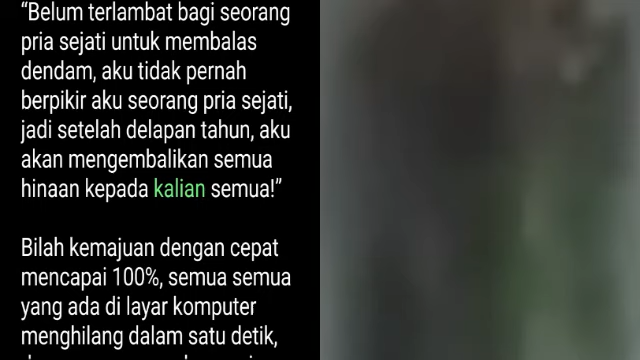 “Belum terlambat bagi seorang
pria sejati untuk membalas
dendam, aku tidak pernah
berpikir aku seorang pria sejati,
jadi setelah delapan tahun, aku
akan mengembalikan semua
hinaan kepada kalian semua!”
Bilah kemajuan dengan cepat
mencapai 100%, semua semua
yang ada di layar komputer
menghilang dalam satu detik,